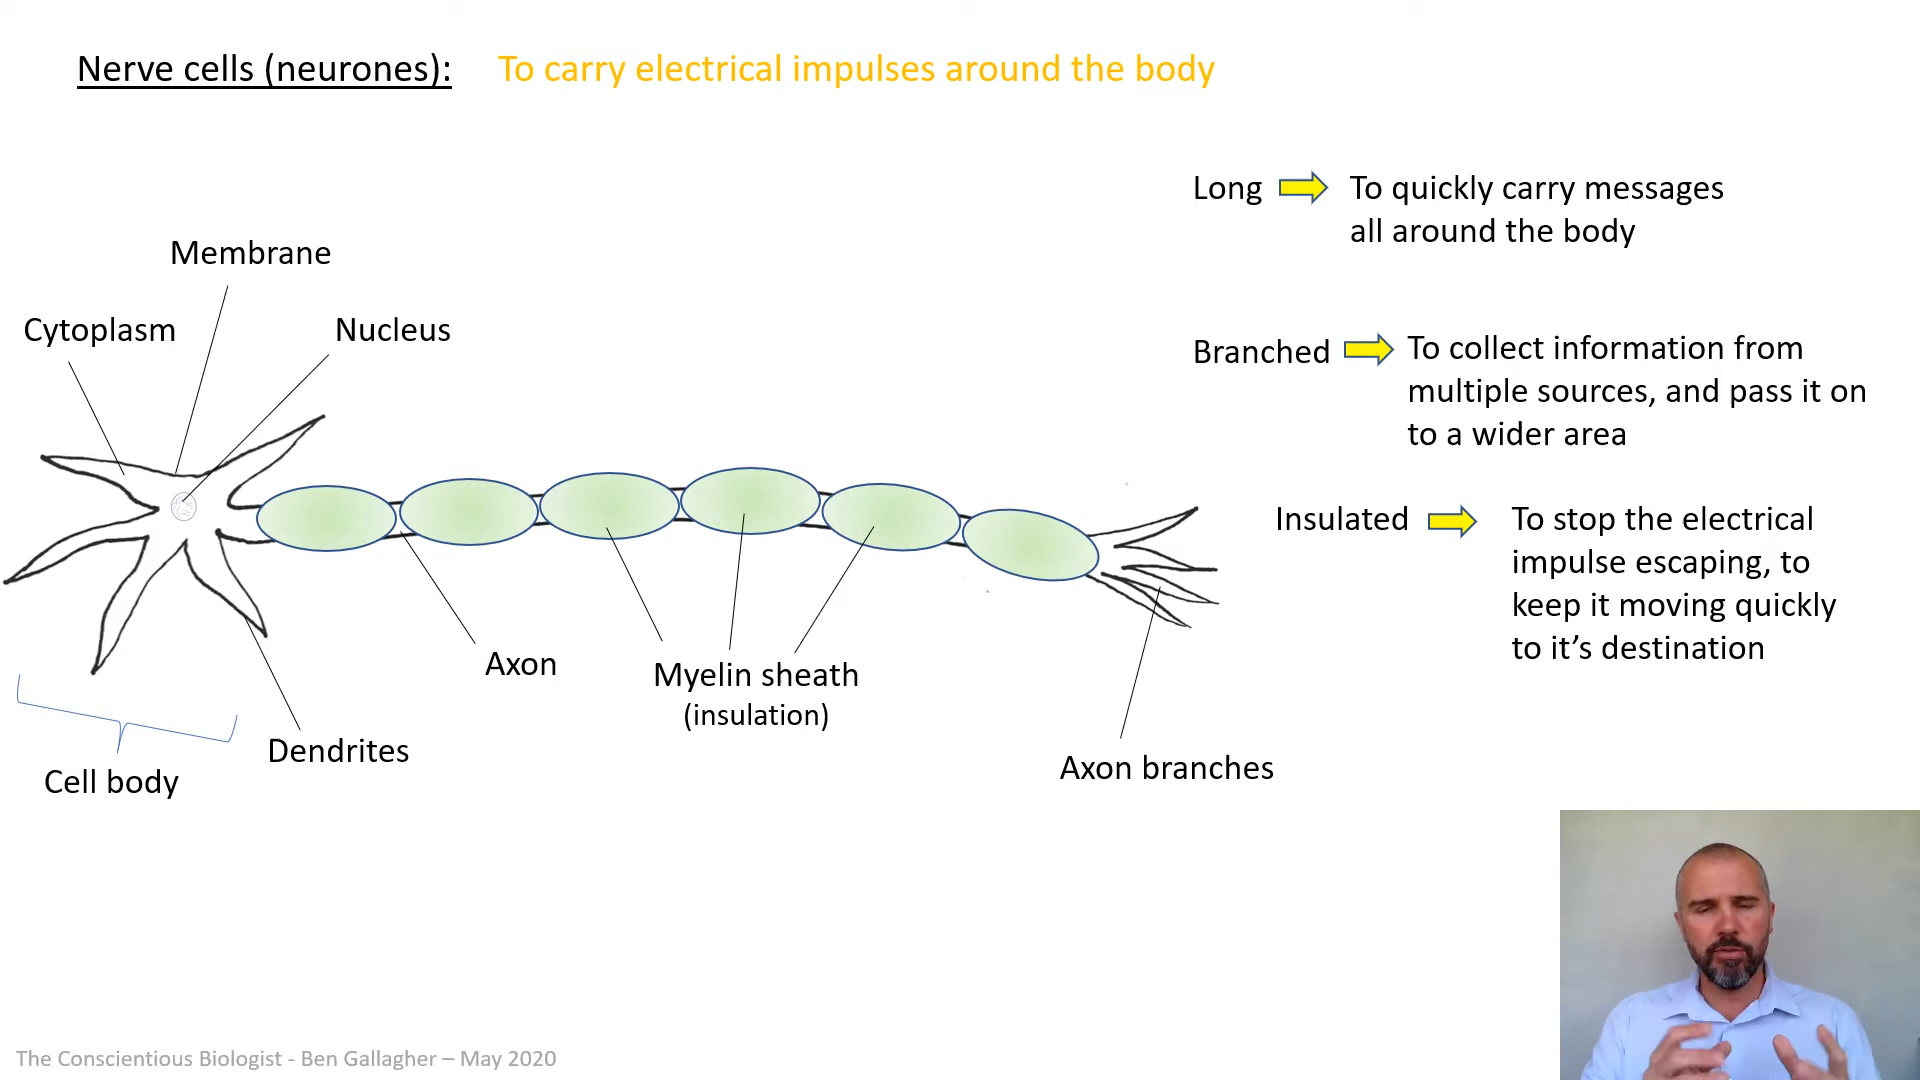 Nerve cells (neurones): To carry electrical impulses around the body
Long
To quickly carry messages
all around the body
Membrane
Cytoplasm
Nucleus
Branched
To collect information from
multiple sources, and pass it on
to a wider area
Insulated
To stop the electrical
impulse escaping, to
keep it moving quickly
to it’s destination
Axon
Myelin sheath
(insulation)
Dendrites
Cell body
Axon branches
The Conscientious Biologist - Ben Gallagher – May 2020